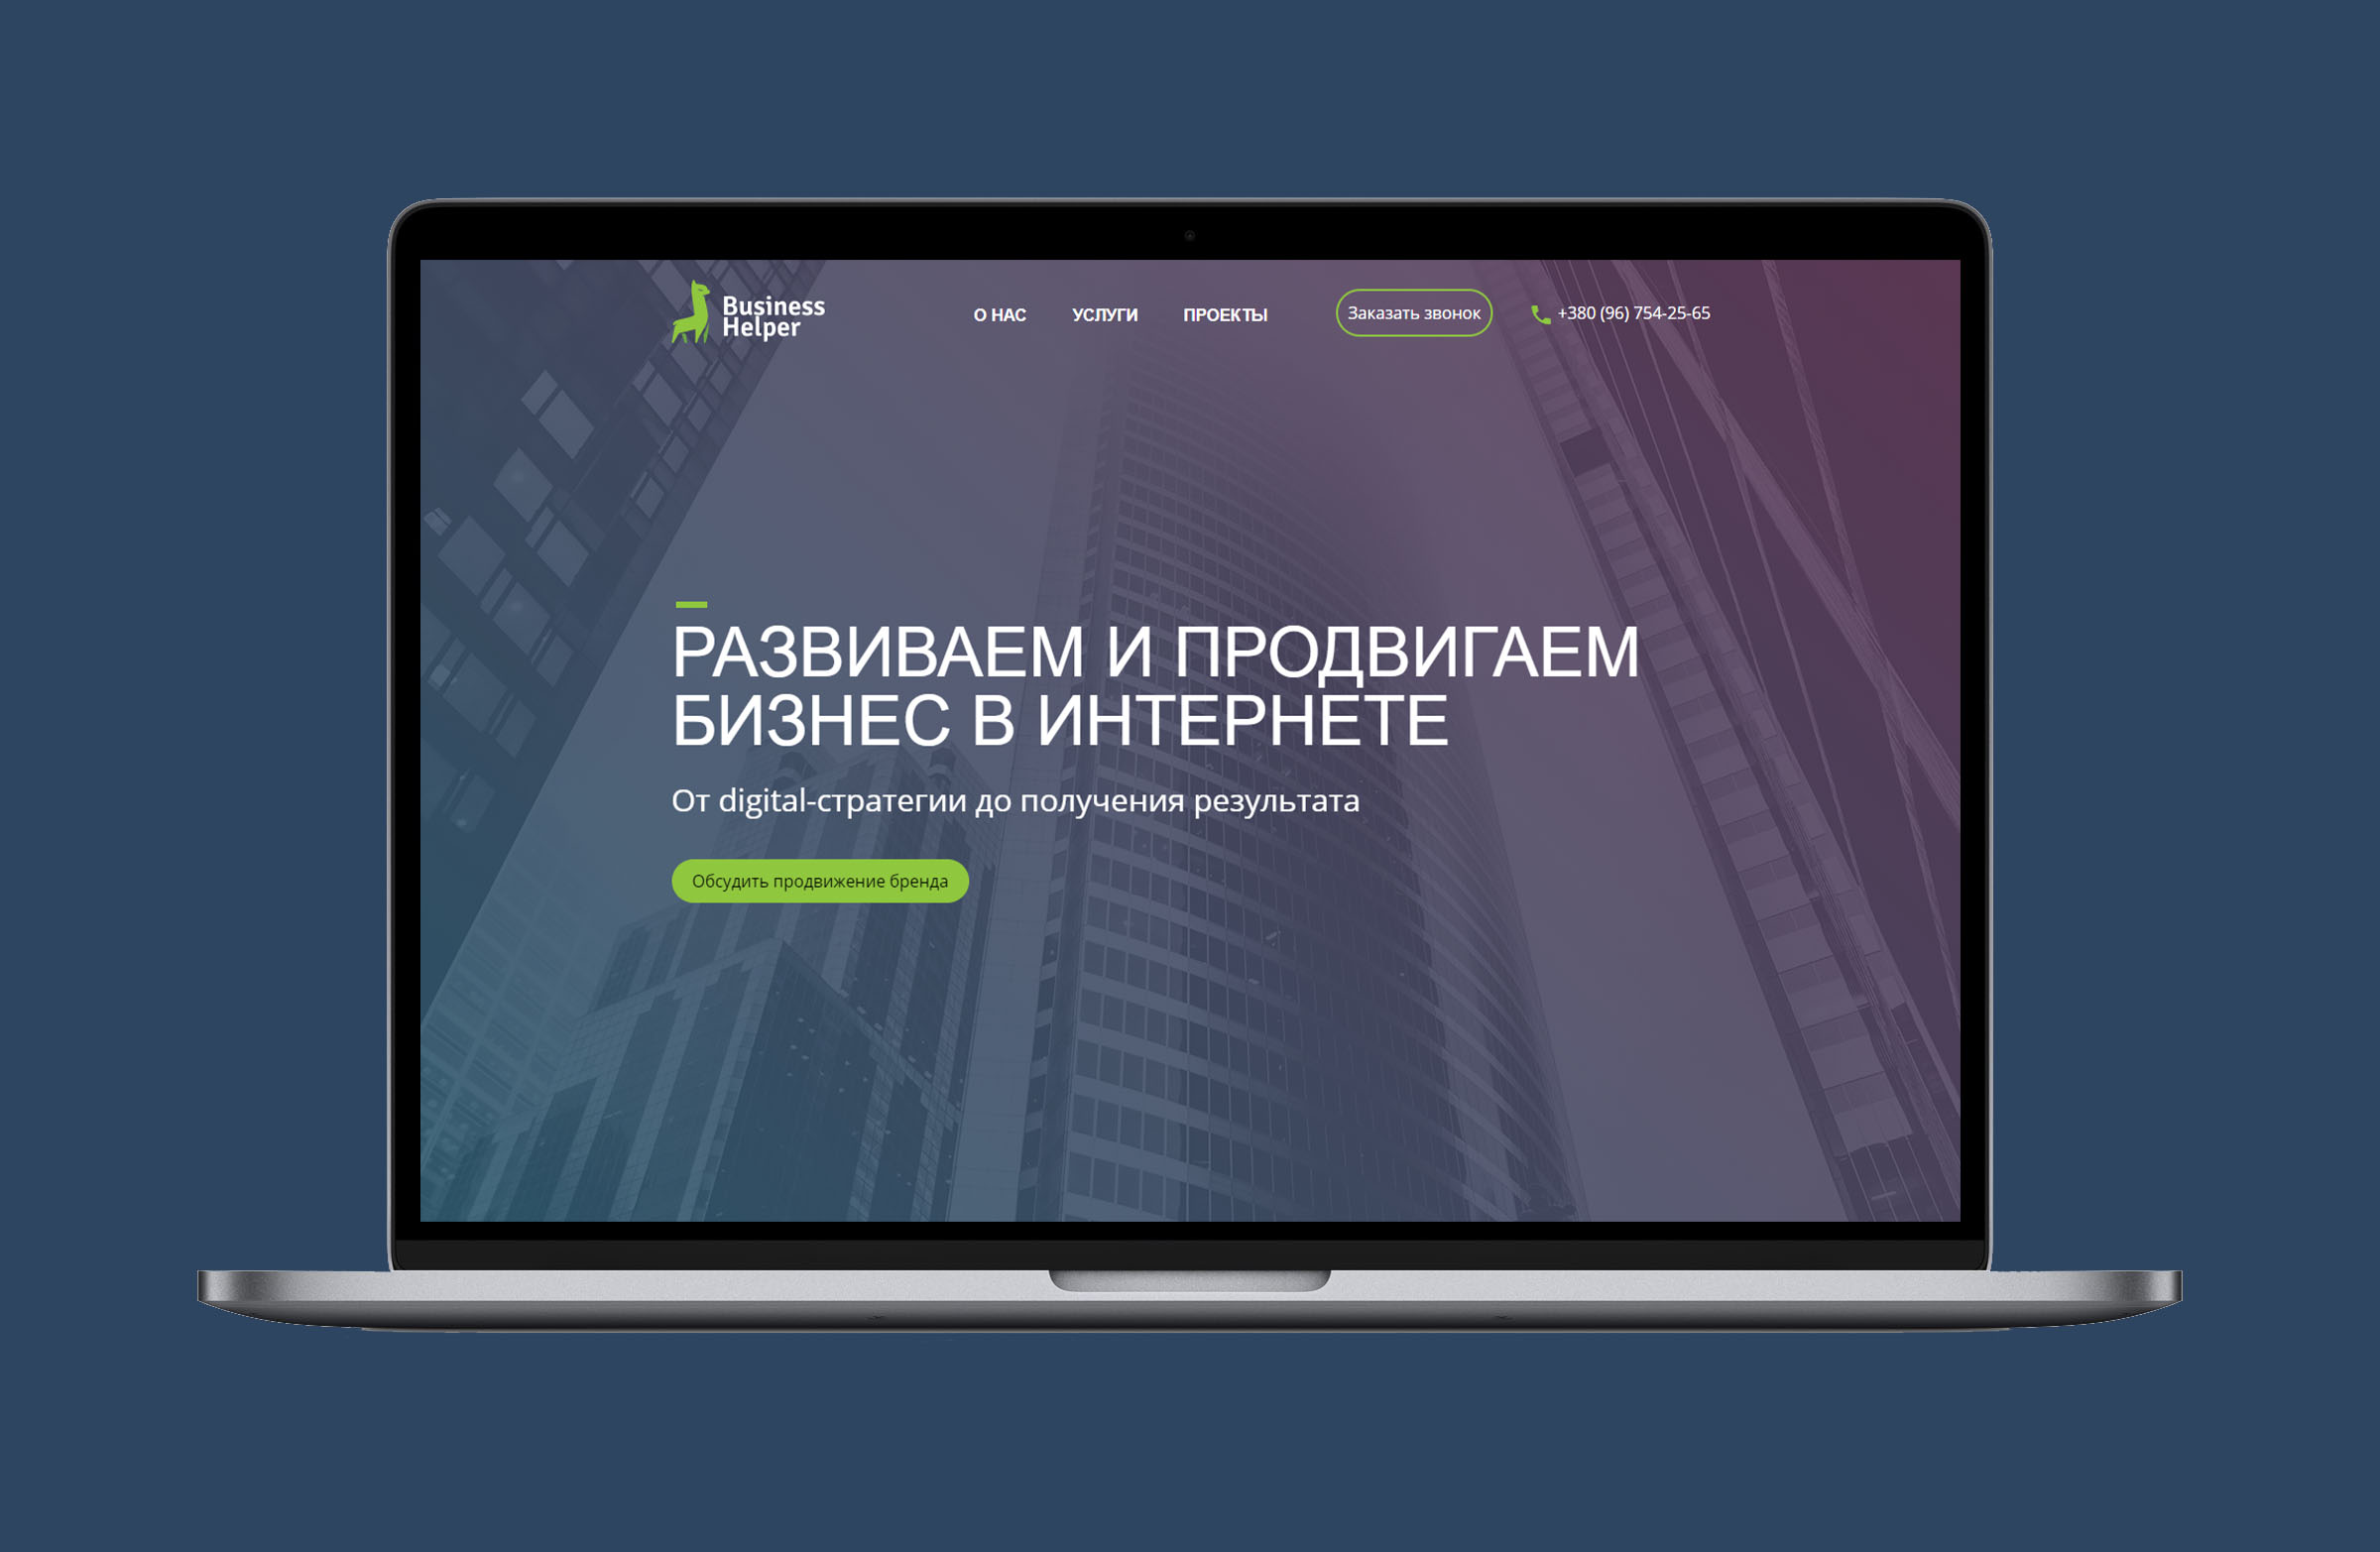 Business
Helper
О НАС
УСЛУГИ
ПРОЕКТЫ
Заказать звонок
+380 (96) 754-25-65
РАЗВИВАЕМ И ПРОДВИГАЕМ
БИЗНЕС В ИНТЕРНЕТЕ
От digital-стратегии до получения результата
Обсудить продвижение бренда